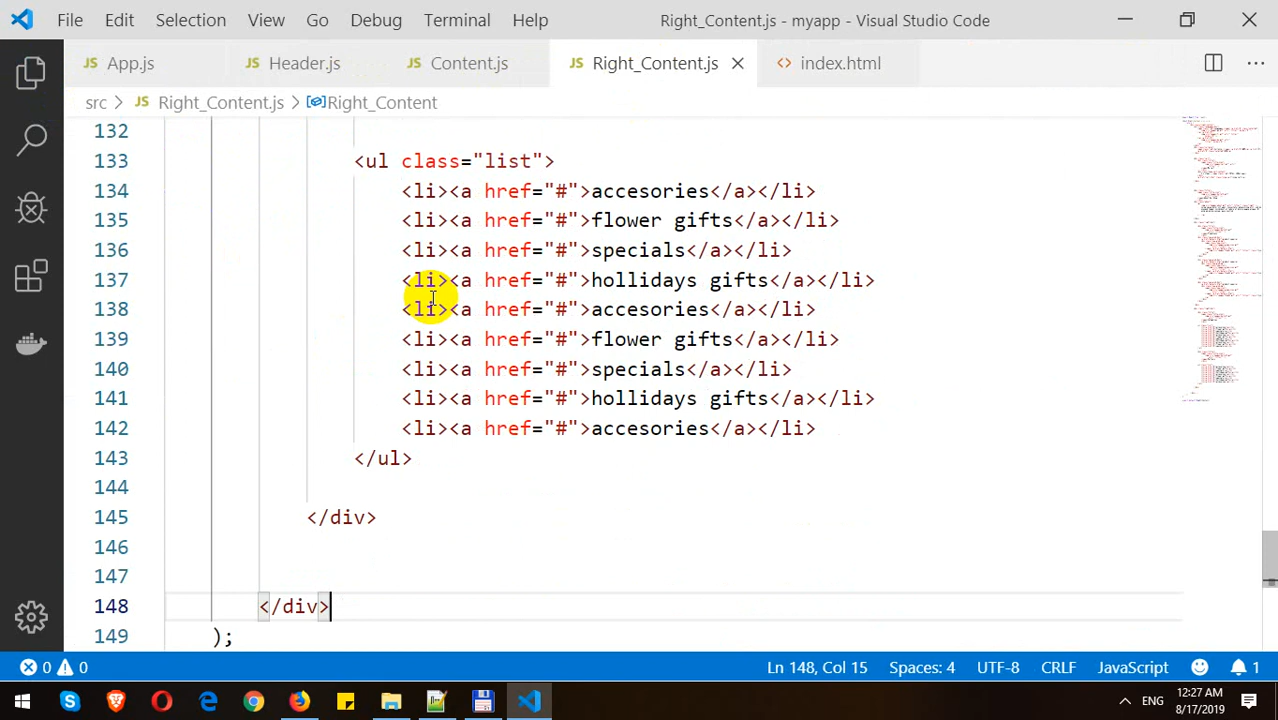 File Edit Selection View Go Debug Terminal Help Right_Content.js - myapp - Visual Studio Code
JS App.js JS Header.js JS Content.js JS Right_Content.js <> index.html
src > JS Right_Content.js > Right_Content
132
133 <ul class="list">
134 <li><a href="#">accesories</a></li>
135 <li><a href="#">flower gifts</a></li>
136 <li><a href="#">specials</a></li>
137 <li><a href="#">hollidays gifts</a></li>
138 <li><a href="#">accesories</a></li>
139 <li><a href="#">flower gifts</a></li>
140 <li><a href="#">specials</a></li>
141 <li><a href="#">hollidays gifts</a></li>
142 <li><a href="#">accesories</a></li>
143 </ul>
144
145 </div>
146
147
148 </div>
149 );
0 0 Ln 148, Col 15 Spaces: 4 UTF-8 CRLF JavaScript 1
ENG 12:27 AM
8/17/2019